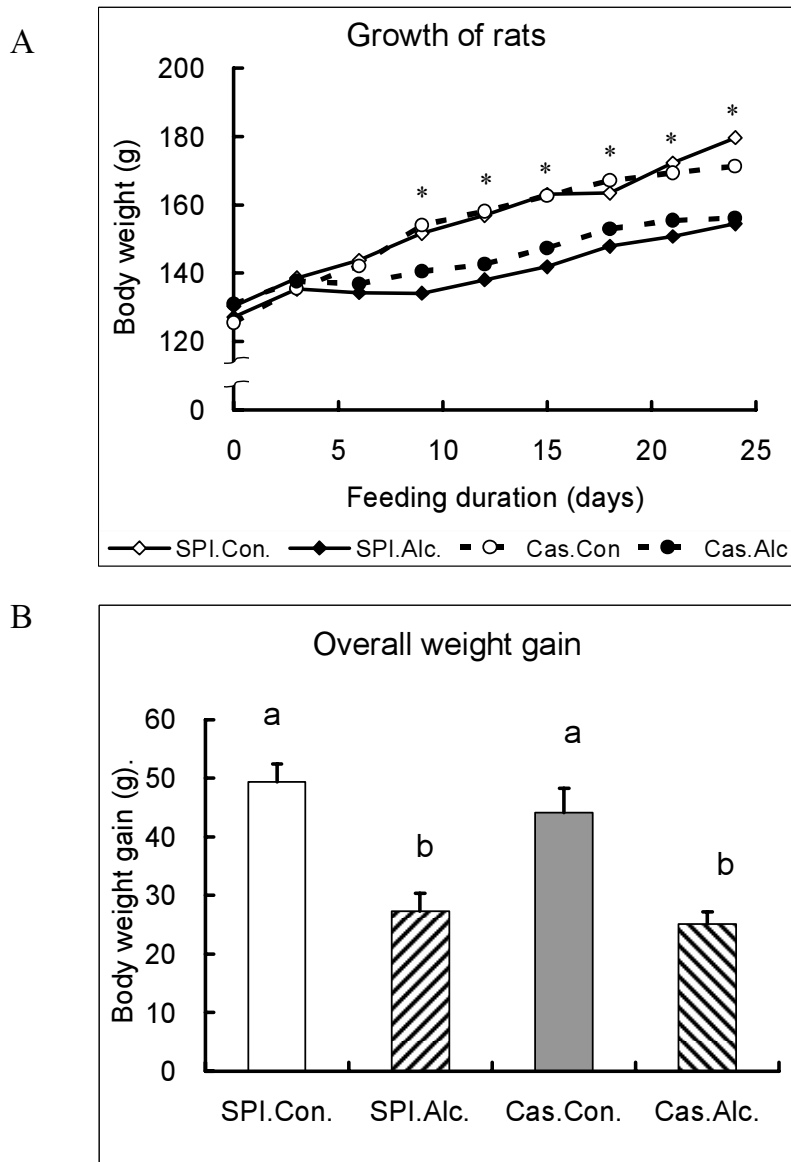 A
Growth of rats
Body weight (g)
200
180
160
140
120
0
* * * * * *
0 5 10 15 20 25
Feeding duration (days)
SPI.Con. SPI.Alc. Cas.Con Cas.Alc
B
Overall weight gain
Body weight gain (g).
60
50
40
30
20
10
0
a b a b
SPI.Con. SPI.Alc. Cas.Con. Cas.Alc.